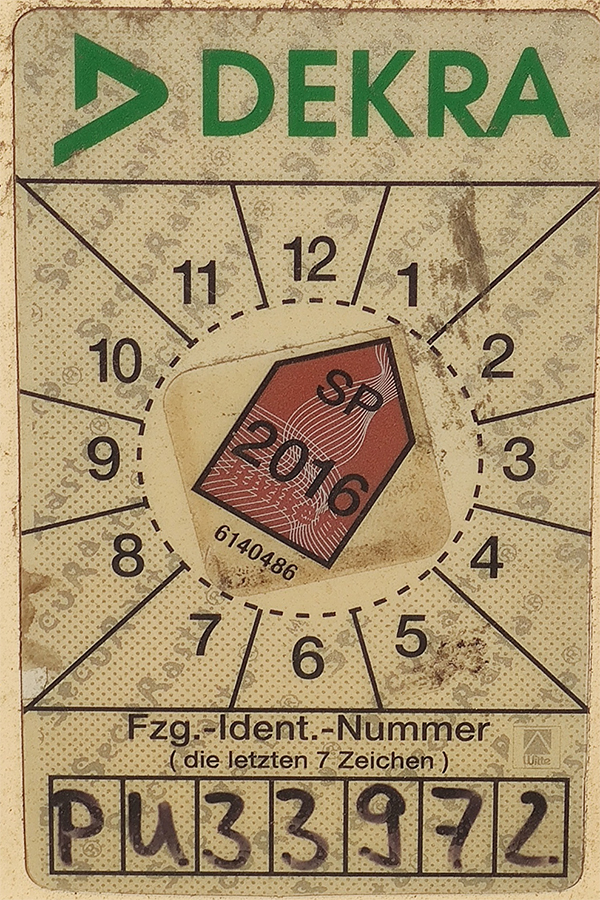 DEKRA
12
11
1
10
2
9
3
8
4
7
5
6
SP
2016
6140486
Fzg.-Ident.-Nummer
( die letzten 7 Zeichen )
Witte
PU33972